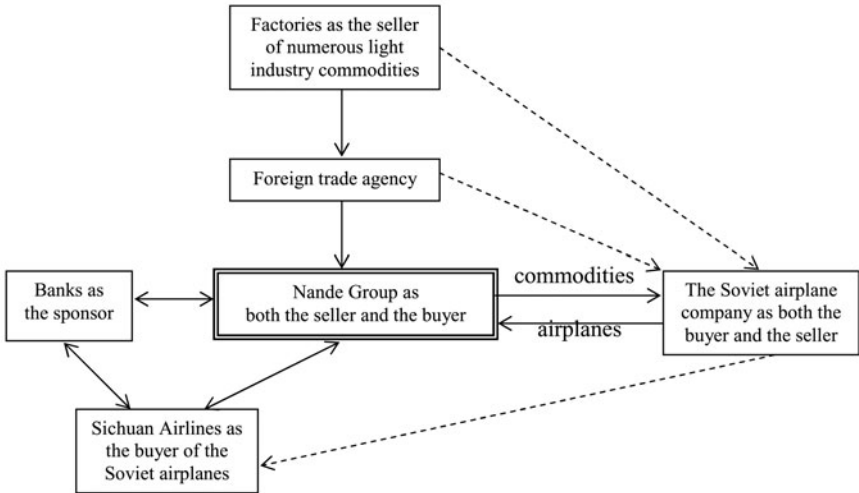 Factories as the seller
of numerous light
industry commodities
Foreign trade agency
Banks as
the sponsor
Nande Group as
both the seller and the buyer
commodities
airplanes
The Soviet airplane
company as both the
buyer and the seller
Sichuan Airlines as
the buyer of the
Soviet airplanes